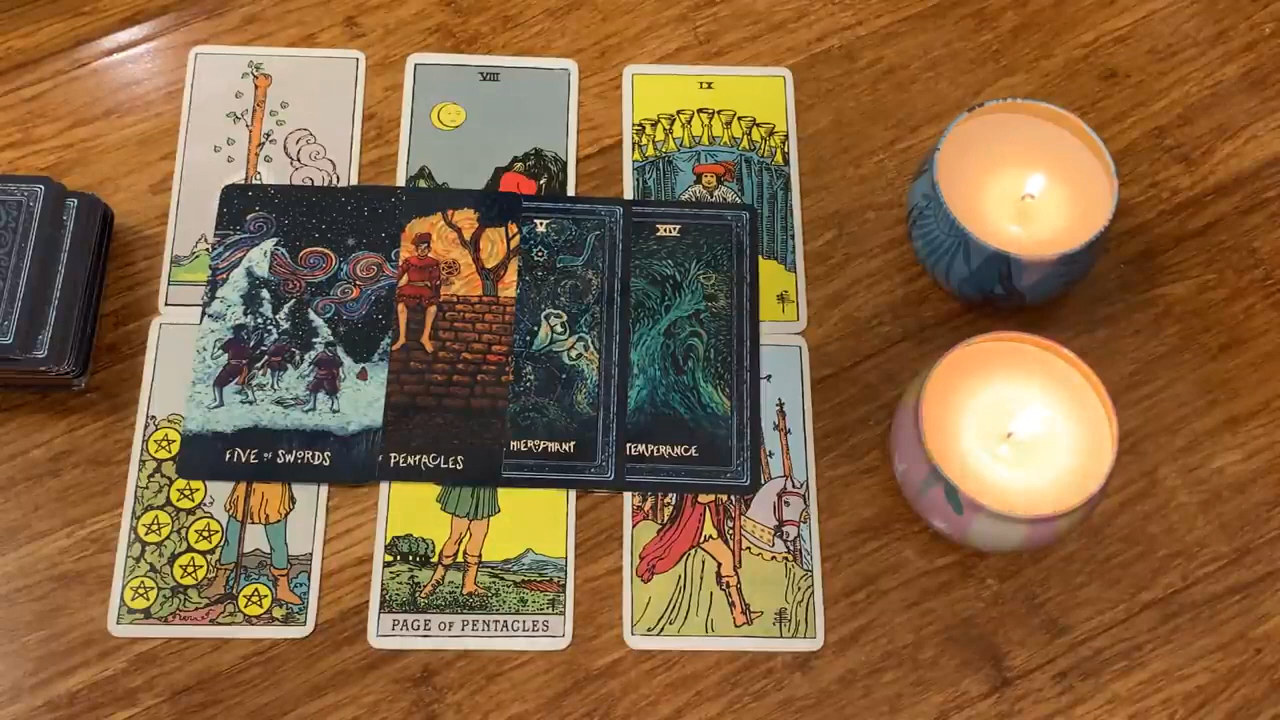 VIII
IX
V
XIV
FIVE OF SWORDS
F PENTACLES
HIEROPHANT
TEMPERANCE
PAGE OF PENTACLES